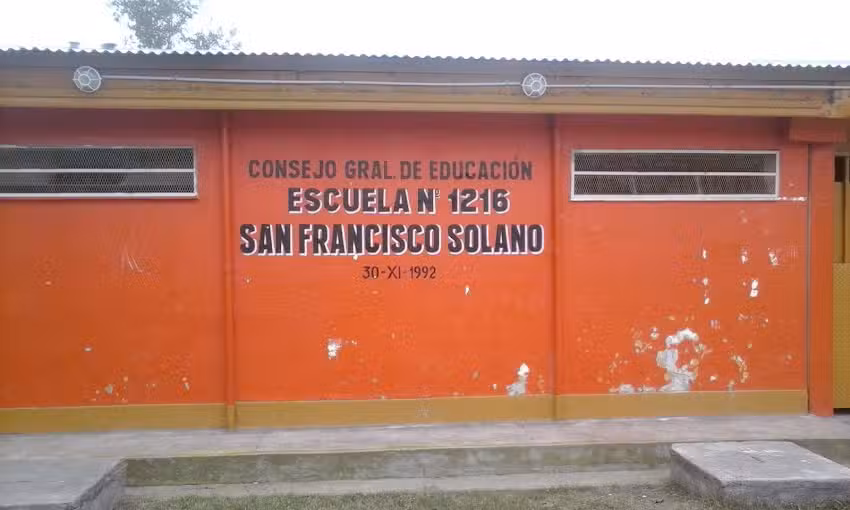 CONSEJO GRAL. DE EDUCACIÓN
ESCUELA Nº 1216
SAN FRANCISCO SOLANO
30-XI-1992